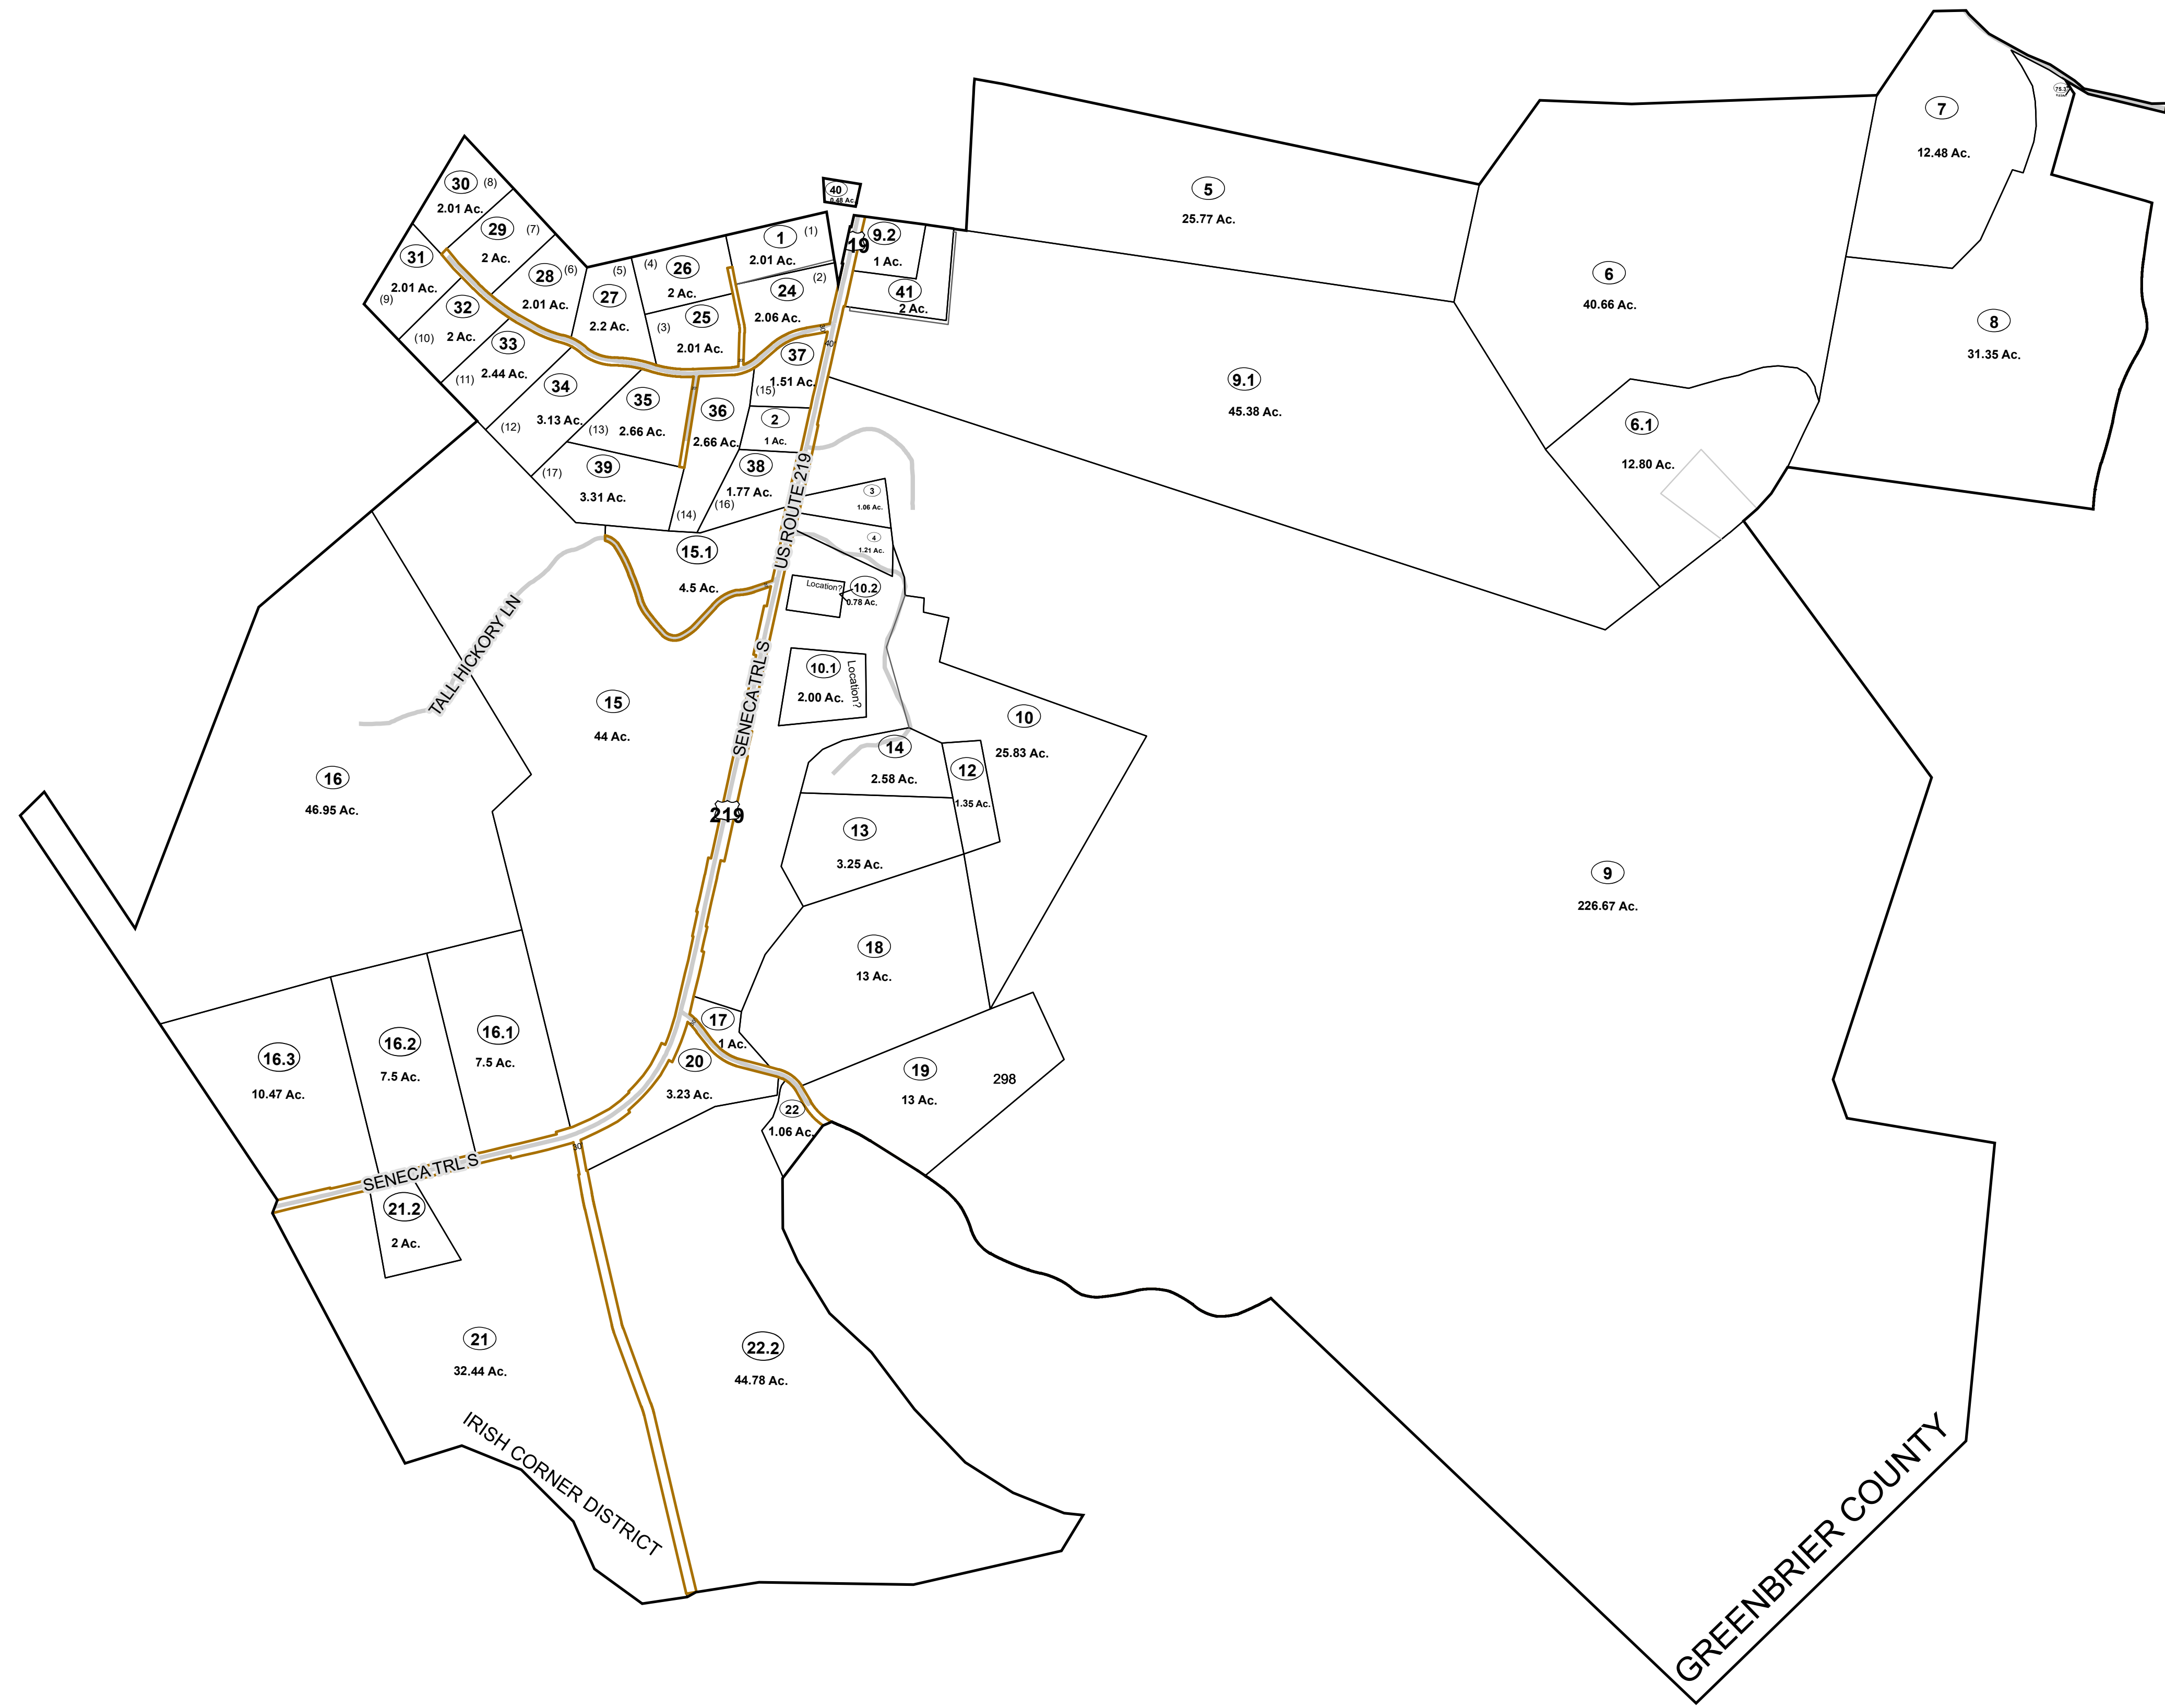 7
12.48 Ac.
30
(8)
2.01 Ac.
40
0.48 Ac.
5
25.77 Ac.
29
(7)
2 Ac.
1
(1)
2.01 Ac.
9.2
1 Ac.
19
31
2.01 Ac.
(9)
28
(6)
2.01 Ac.
27
(5)
2.2 Ac.
26
(4)
2 Ac.
24
(2)
2.06 Ac.
41
2 Ac.
6
40.66 Ac.
8
31.35 Ac.
32
2 Ac.
(10)
33
2.44 Ac.
(11)
25
(3)
2.01 Ac.
37
1.51 Ac.
(15)
40'
34
3.13 Ac.
(12)
35
2.66 Ac.
(13)
36
2.66 Ac.
(14)
2
1 Ac.
9.1
45.38 Ac.
6.1
12.80 Ac.
39
3.31 Ac.
(17)
38
1.77 Ac.
(16)
US ROUTE 219
3
1.06 Ac.
4
1.21 Ac.
15.1
4.5 Ac.
Location?
10.2
0.78 Ac.
TALL HICKORY LN
SENECA TRL S
10.1
2.00 Ac.
Location?
15
44 Ac.
10
25.83 Ac.
16
46.95 Ac.
14
2.58 Ac.
12
1.35 Ac.
219
13
3.25 Ac.
9
226.67 Ac.
18
13 Ac.
17
1 Ac.
16.3
10.47 Ac.
16.2
7.5 Ac.
16.1
7.5 Ac.
20
3.23 Ac.
19
13 Ac.
298
22
1.06 Ac.
30'
SENECA TRL S
21.2
2 Ac.
21
32.44 Ac.
22.2
44.78 Ac.
IRISH CORNER DISTRICT
GREENBRIER COUNTY